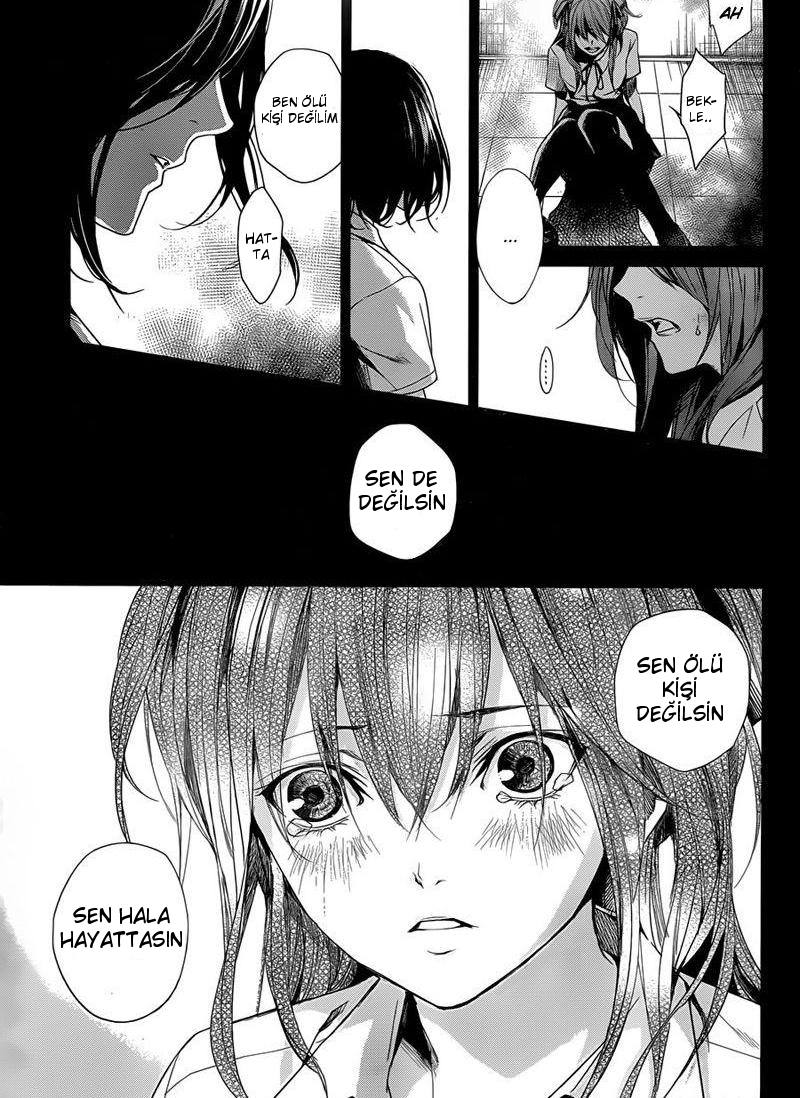 AH
BEK-
LE..
...
......
BEN ÖLÜ
KİŞİ DEĞİLİM
HAT-
TA
SEN DE
DEĞİLSİN
SEN ÖLÜ
KİŞİ
DEĞİLSİN
SEN HALA
HAYATTASIN